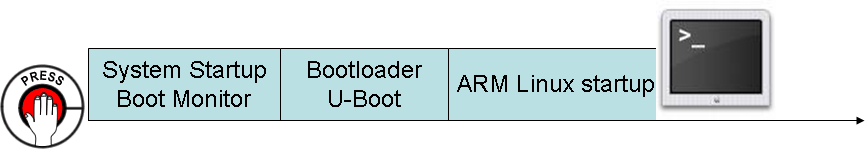 PRESS
System Startup
Boot Monitor
Bootloader
U-Boot
ARM Linux startup
>_